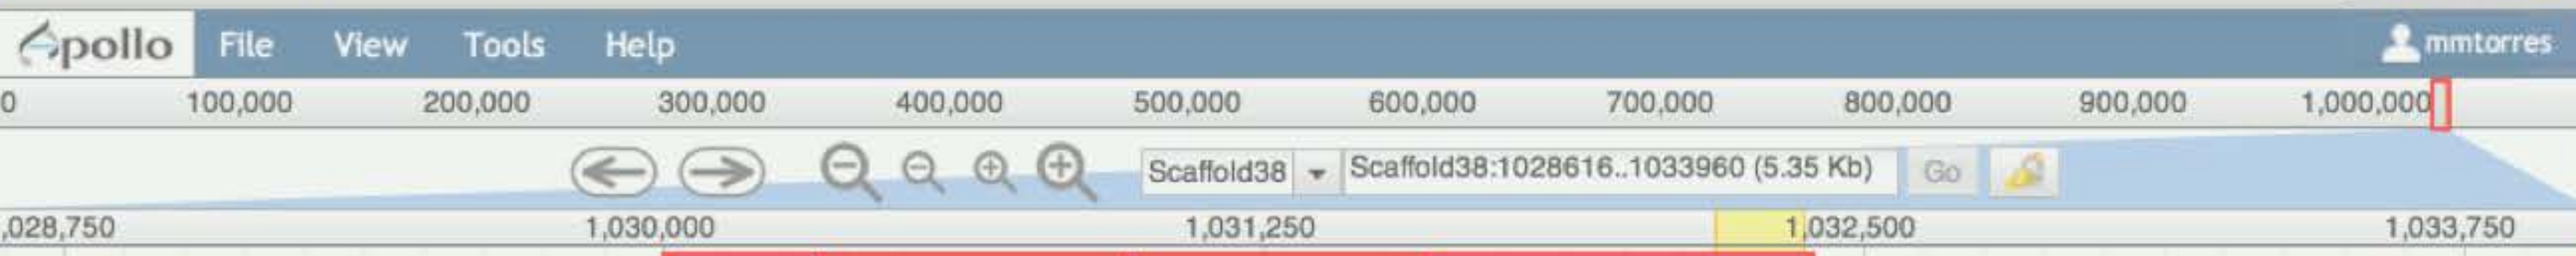 Apollo File View Tools Help mmtorres
0 100,000 200,000 300,000 400,000 500,000 600,000 700,000 800,000 900,000 1,000,000
Scaffold38 Scaffold38:1028616..1033960 (5.35 Kb) Go
,028,750 1,030,000 1,031,250 1,032,500 1,033,750